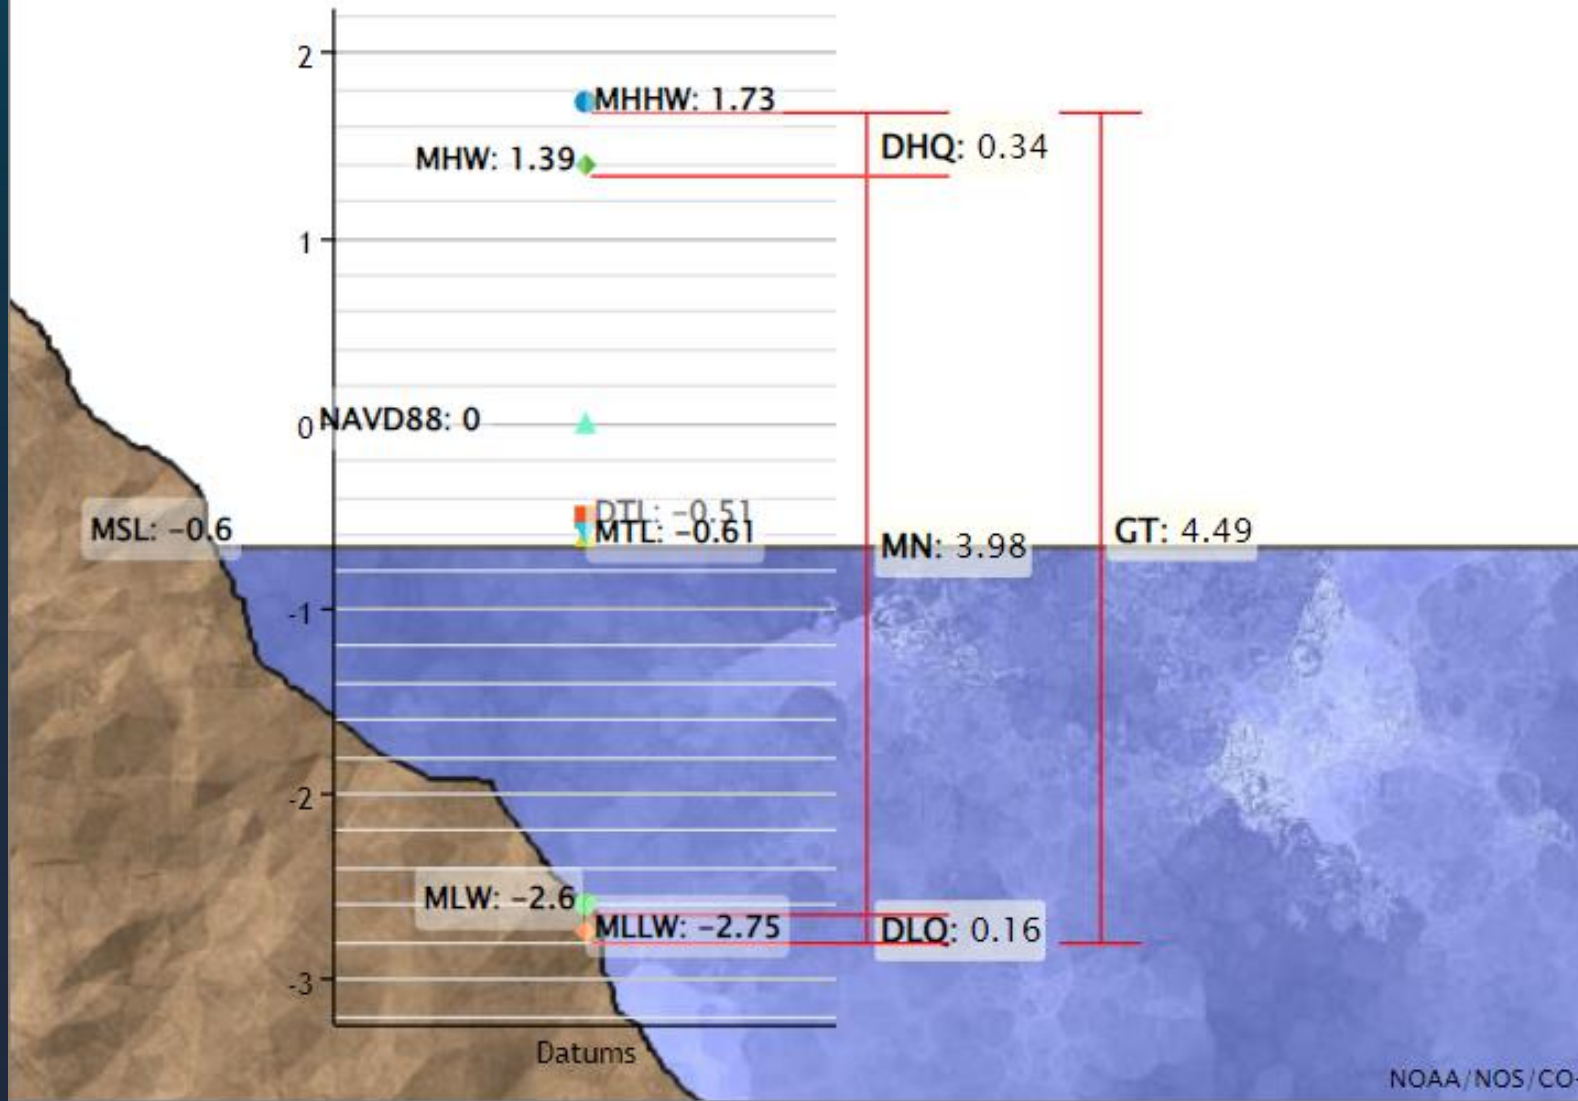 2
MHHW: 1.73
DHQ: 0.34
MHW: 1.39
1
0
NAVD88: 0
DTL: -0.51
MSL: -0.6
MTL: -0.61
MN: 3.98
GT: 4.49
-1
-2
MLW: -2.6
MLLW: -2.75
DLQ: 0.16
-3
Datums
NOAA/NOS/CO-